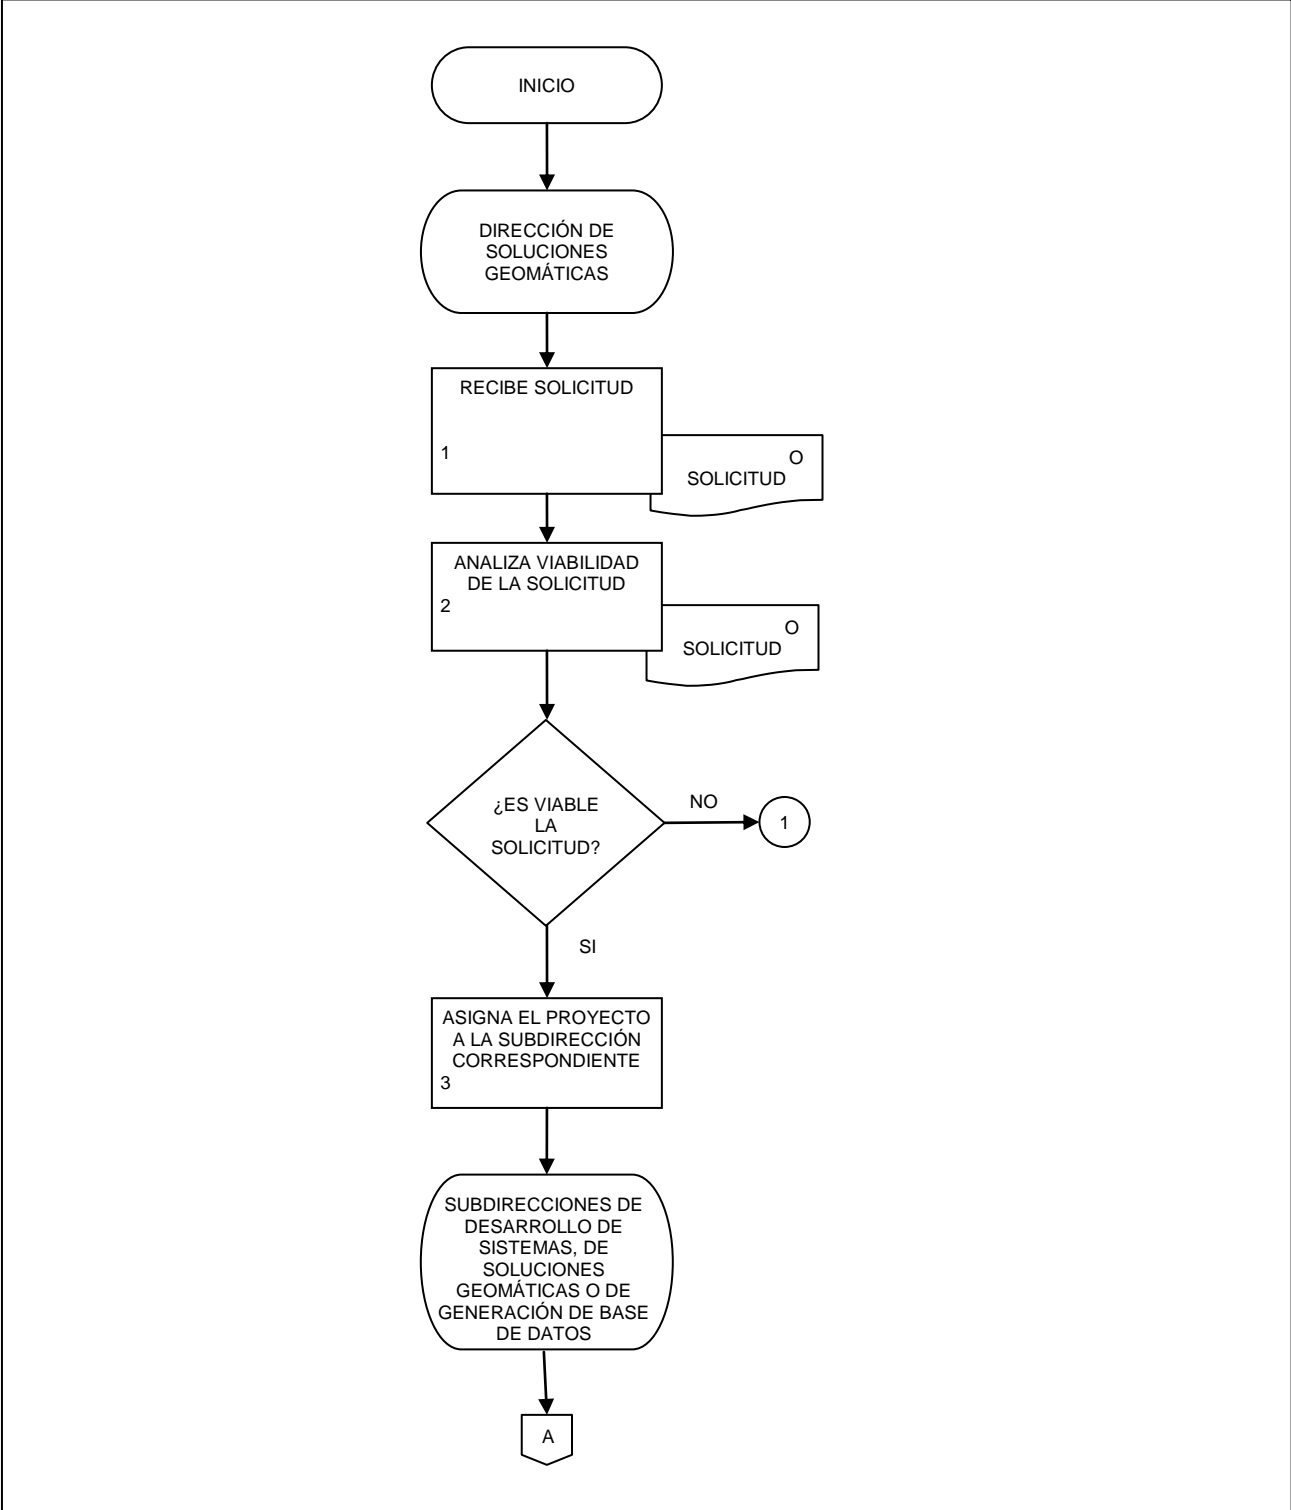 INICIO
DIRECCIÓN DE
SOLUCIONES
GEOMÁTICAS
RECIBE SOLICITUD
1
O
SOLICITUD
ANALIZA VIABILIDAD
DE LA SOLICITUD
2
O
SOLICITUD
¿ES VIABLE
LA
SOLICITUD?
NO
1
SI
ASIGNA EL PROYECTO
A LA SUBDIRECCIÓN
CORRESPONDIENTE
3
SUBDIRECCIONES DE
DESARROLLO DE
SISTEMAS, DE
SOLUCIONES
GEOMÁTICAS O DE
GENERACIÓN DE BASE
DE DATOS
A